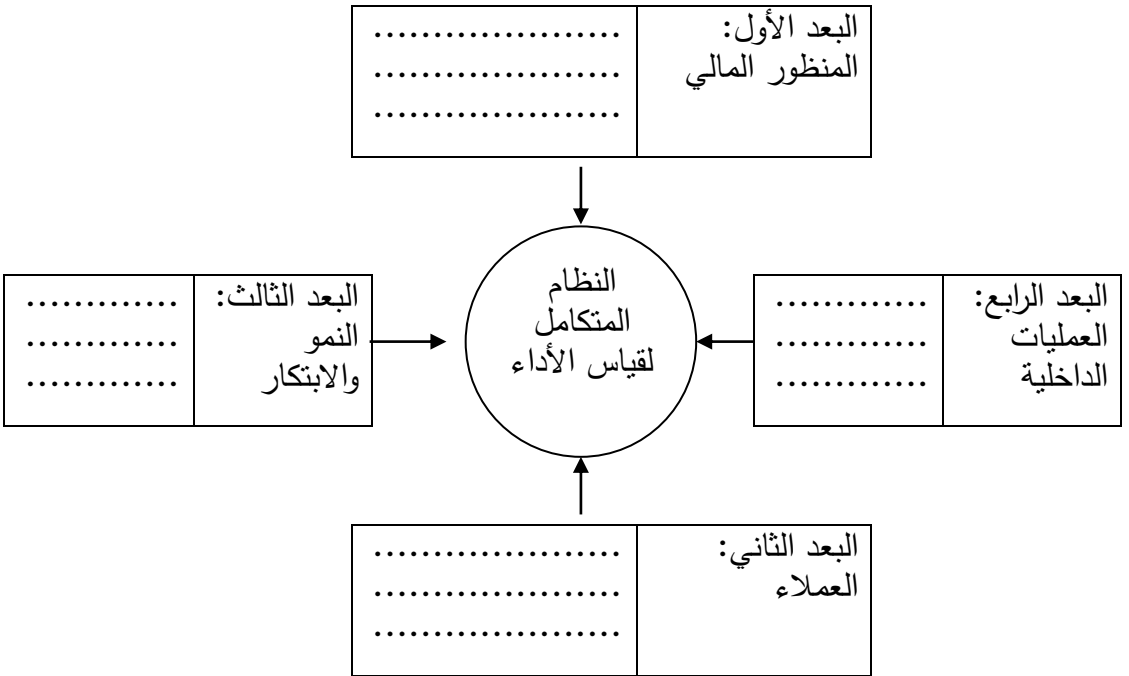 البعد الأول:
المنظور المالي
.....................
.....................
.....................
النظام
المتكامل
لقياس الأداء
البعد الرابع:
العمليات
الداخلية
.............
.............
.............
البعد الثالث:
النمو
والابتكار
.............
.............
.............
البعد الثاني:
العملاء
.....................
.....................
.....................